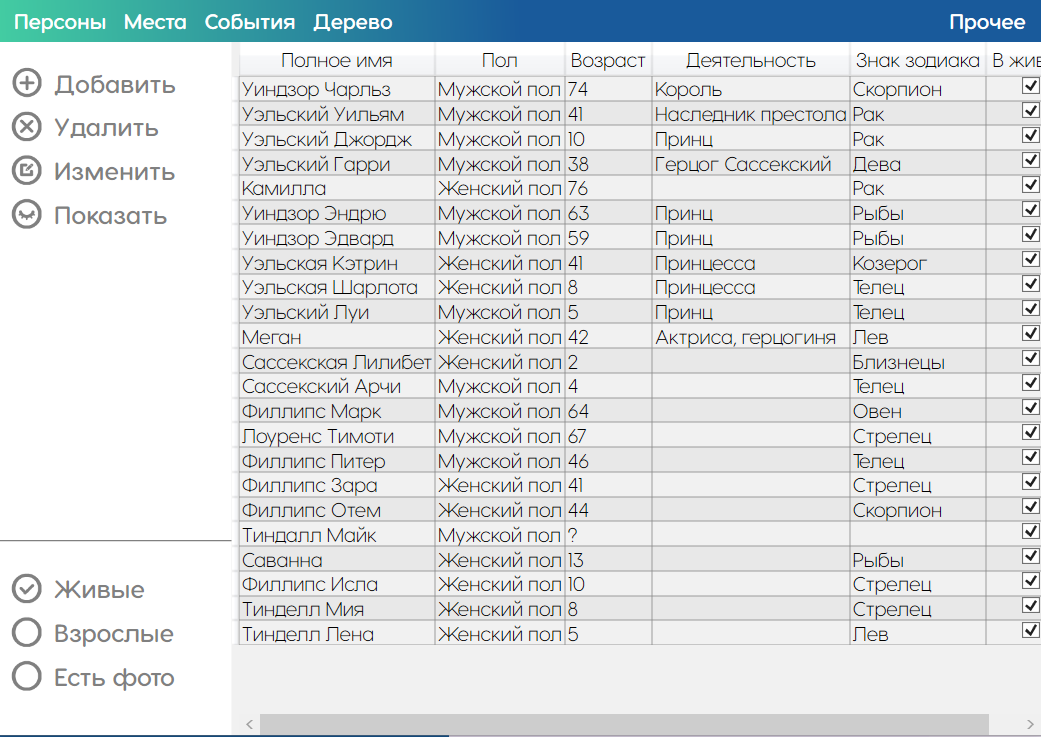 Персоны Места События Дерево Прочее
Добавить
Удалить
Изменить
Показать
Живые
Взрослые
Есть фото
Полное имя Пол Возраст Деятельность Знак зодиака В жив
Уиндзор Чарльз Мужской пол 74 Король Скорпион
Уэльский Уильям Мужской пол 41 Наследник престола Рак
Уэльский Джордж Мужской пол 10 Принц Рак
Уэльский Гарри Мужской пол 38 Герцог Сассекский Дева
Камилла Женский пол 76 Рак
Уиндзор Эндрю Мужской пол 63 Принц Рыбы
Уиндзор Эдвард Мужской пол 59 Принц Рыбы
Уэльская Кэтрин Женский пол 41 Принцесса Козерог
Уэльская Шарлота Женский пол 8 Принцесса Телец
Уэльский Луи Мужской пол 5 Принц Телец
Меган Женский пол 42 Актриса, герцогиня Лев
Сассекская Лилибет Женский пол 2 Близнецы
Сассекский Арчи Мужской пол 4 Телец
Филлипс Марк Мужской пол 64 Овен
Лоуренс Тимоти Мужской пол 67 Стрелец
Филлипс Питер Мужской пол 46 Телец
Филлипс Зара Женский пол 41 Стрелец
Филлипс Отем Женский пол 44 Скорпион
Тиндалл Майк Мужской пол ?
Саванна Женский пол 13 Рыбы
Филлипс Исла Женский пол 10 Стрелец
Тинделл Мия Женский пол 8 Стрелец
Тинделл Лена Женский пол 5 Лев